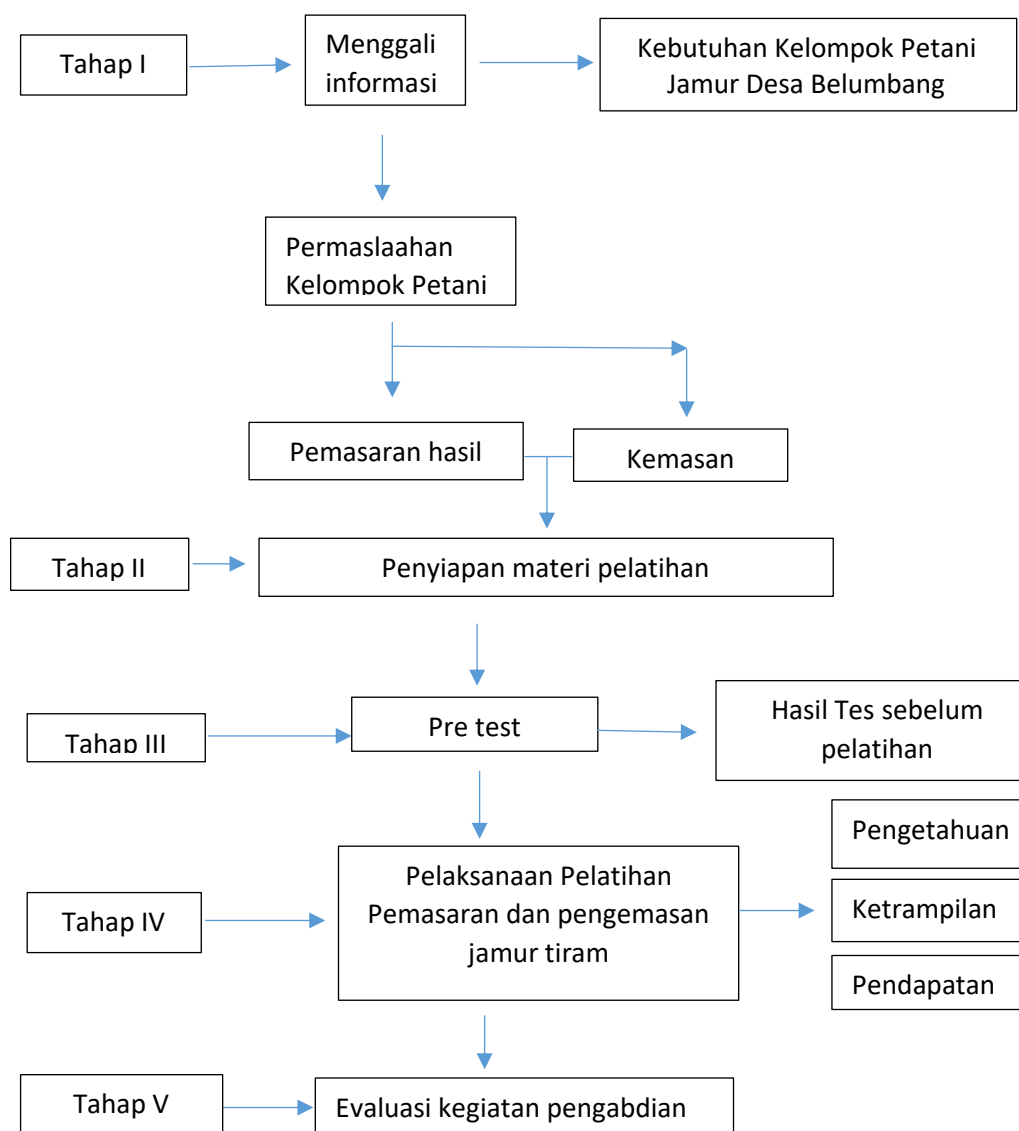 Tahap I
Menggali
informasi
Kebutuhan Kelompok Petani
Jamur Desa Belumbang
Permaslaahan
Kelompok Petani
Pemasaran hasil
Kemasan
Tahap II
Penyiapan materi pelatihan
Tahap III
Pre test
Hasil Tes sebelum
pelatihan
Tahap IV
Pelaksanaan Pelatihan
Pemasaran dan pengemasan
jamur tiram
Pengetahuan
Ketrampilan
Pendapatan
Tahap V
Evaluasi kegiatan pengabdian